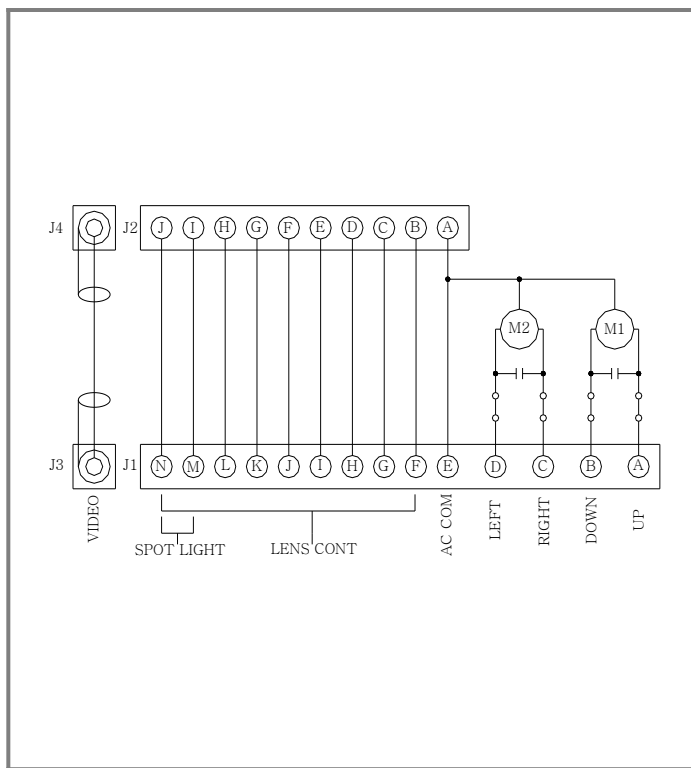 J4 J2 J I H G F E D C B A
M2 M1
J3 J1 N M L K J I H G F E D C B A
VIDEO
SPOT LIGHT
LENS CONT
AC COM
LEFT
RIGHT
DOWN
UP